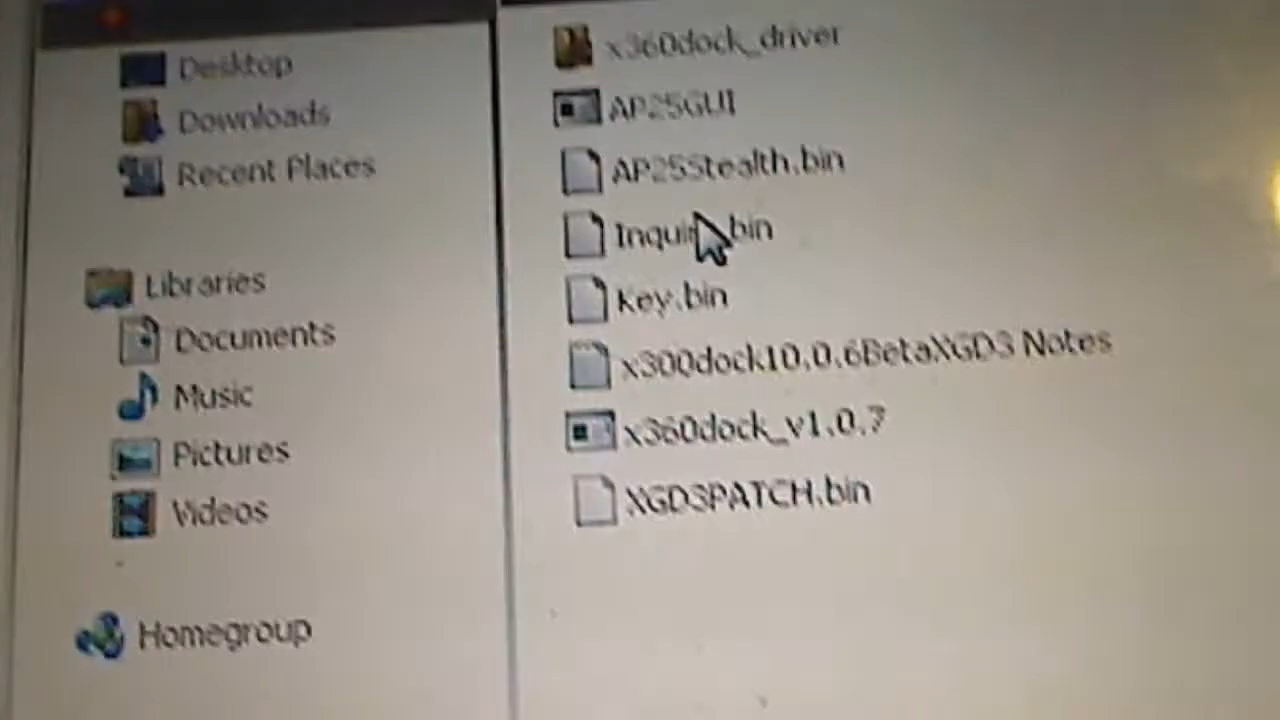 Desktop
Downloads
Recent Places
Libraries
Documents
Music
Pictures
Videos
Homegroup
x360dock_driver
AP25GUI
AP25Stealth.bin
.bin
Key.bin
x300dock10.0.6BetaXGD3 Notes
x360dock_v1.0.7
XGD3PATCH.bin